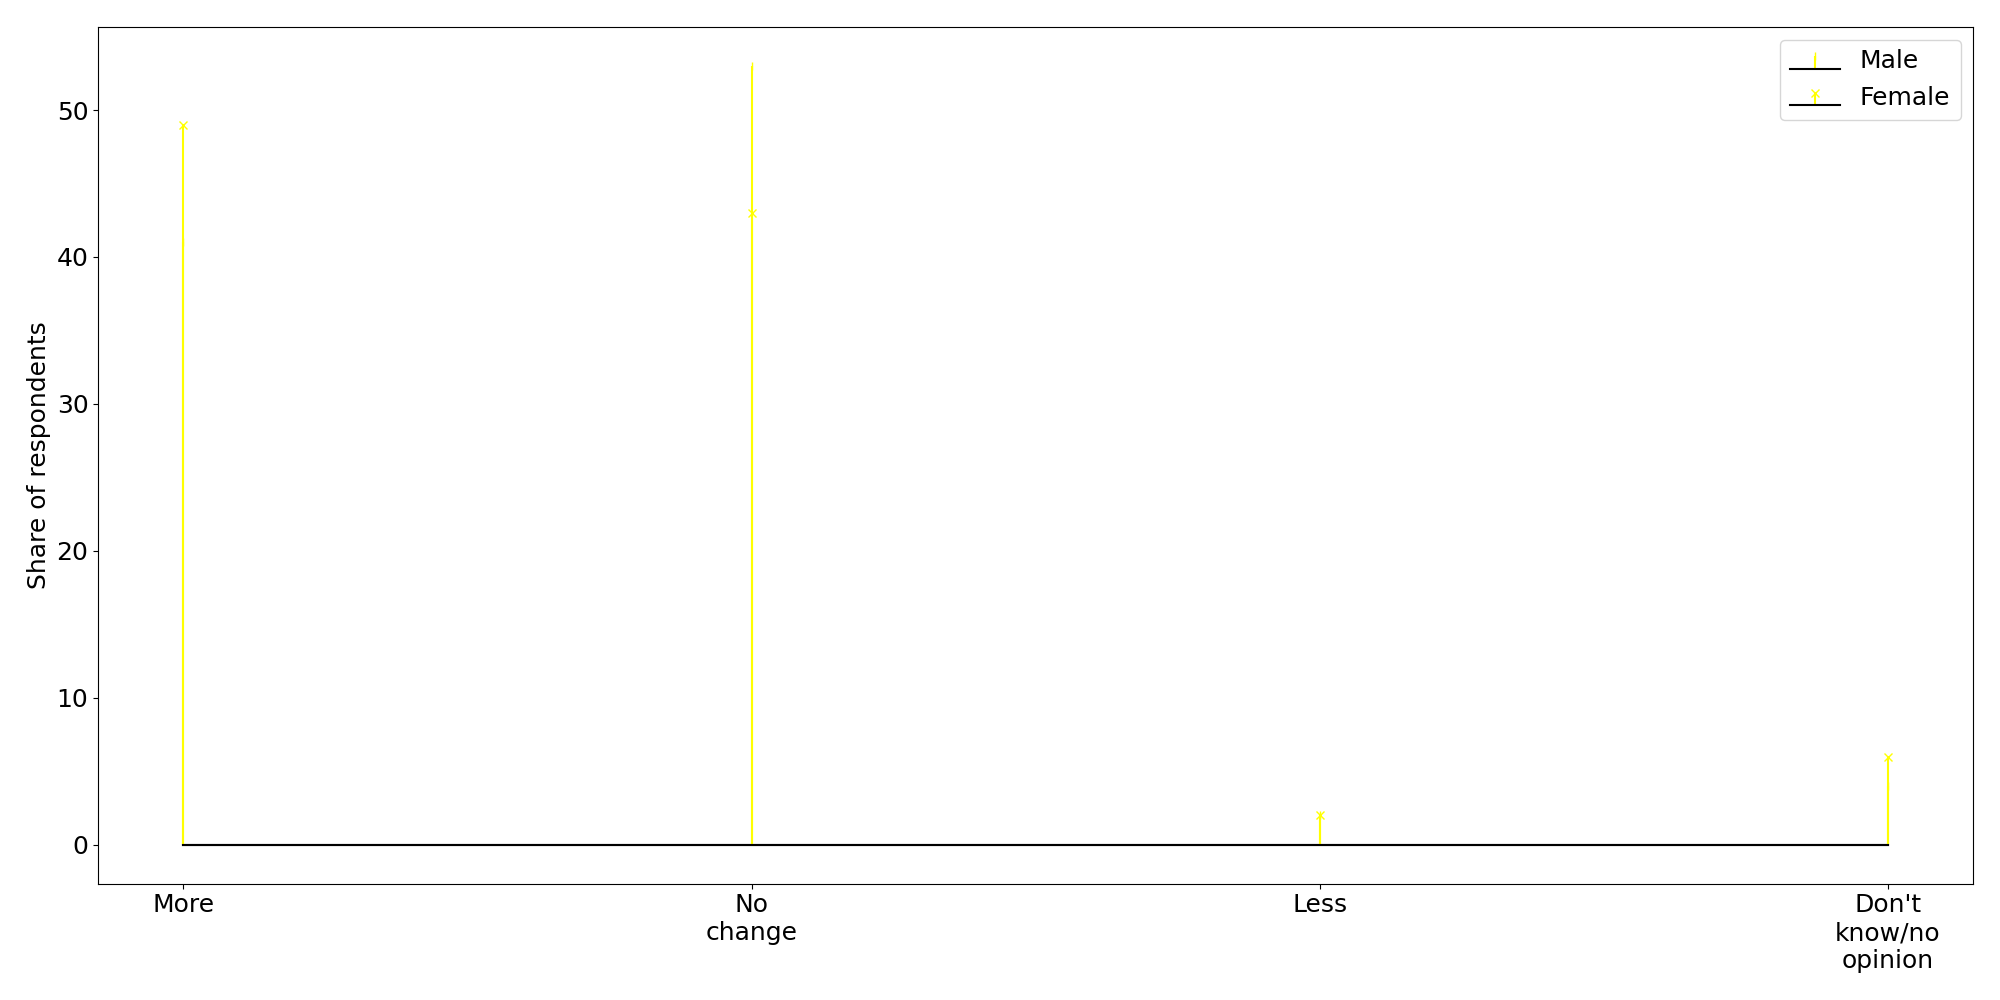 Male
Female
Share of respondents
50
40
30
20
10
0
More
No
change
Less
Don't
know/no
opinion